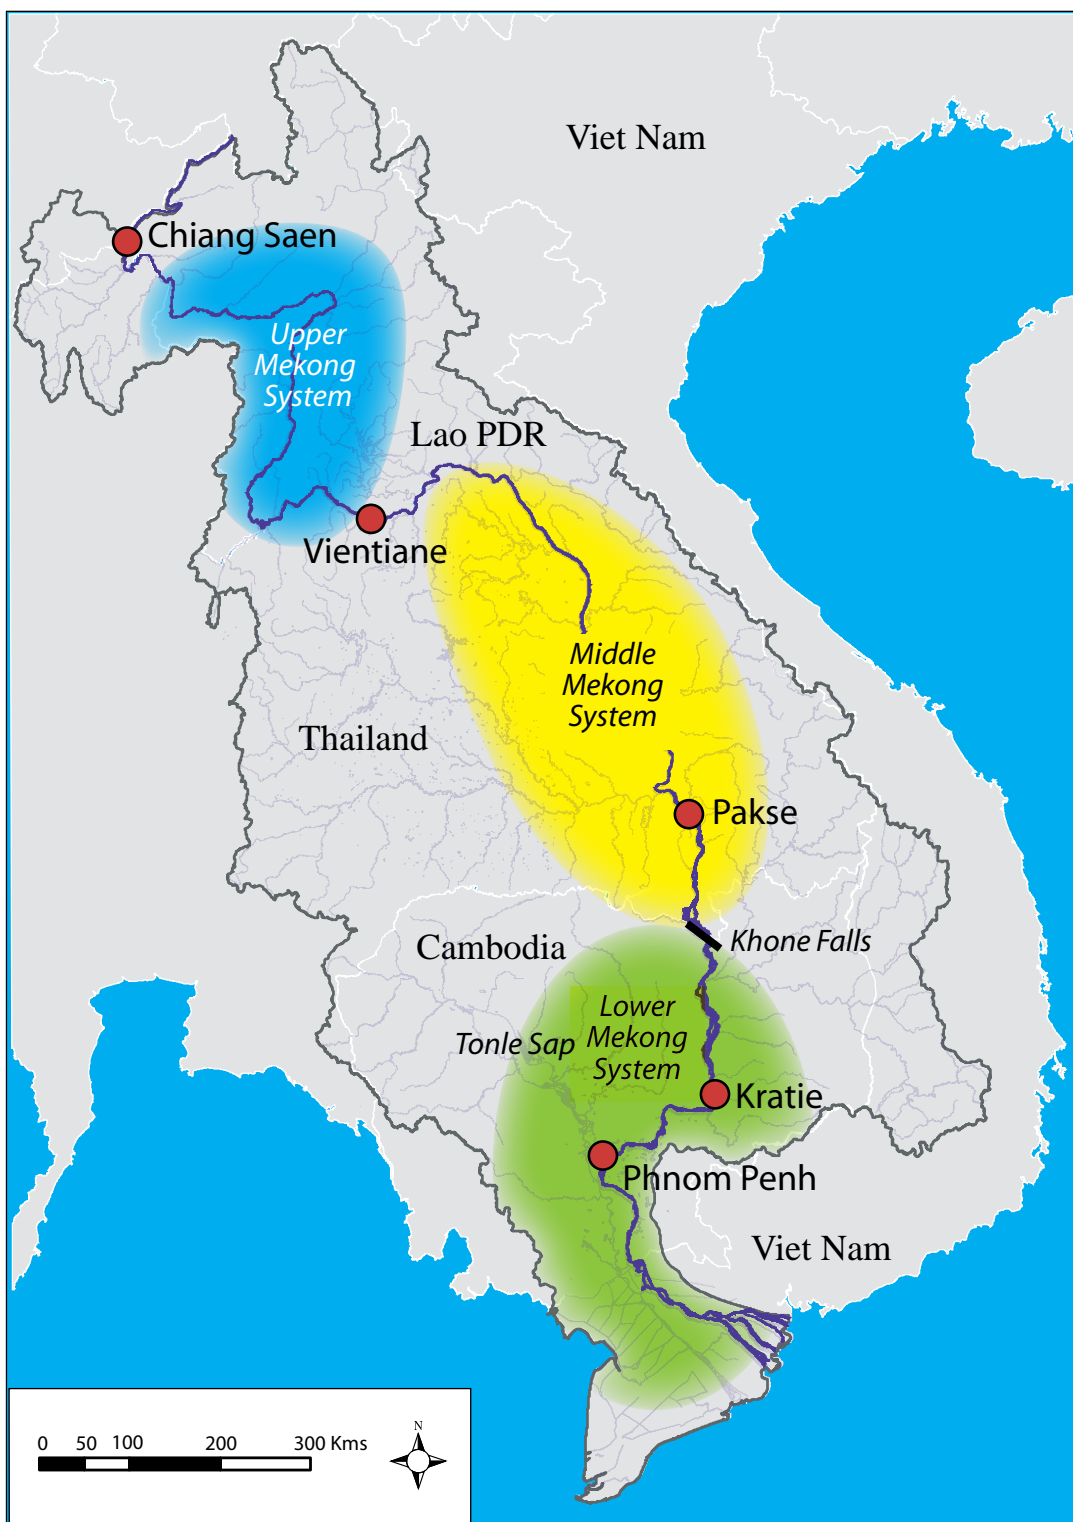 Viet Nam
Chiang Saen
Upper
Mekong
System
Lao PDR
Vientiane
Middle
Mekong
System
Thailand
Pakse
Khone Falls
Cambodia
Lower
Mekong
System
Tonle Sap
Kratie
Phnom Penh
Viet Nam
N
0 50 100 200 300 Kms